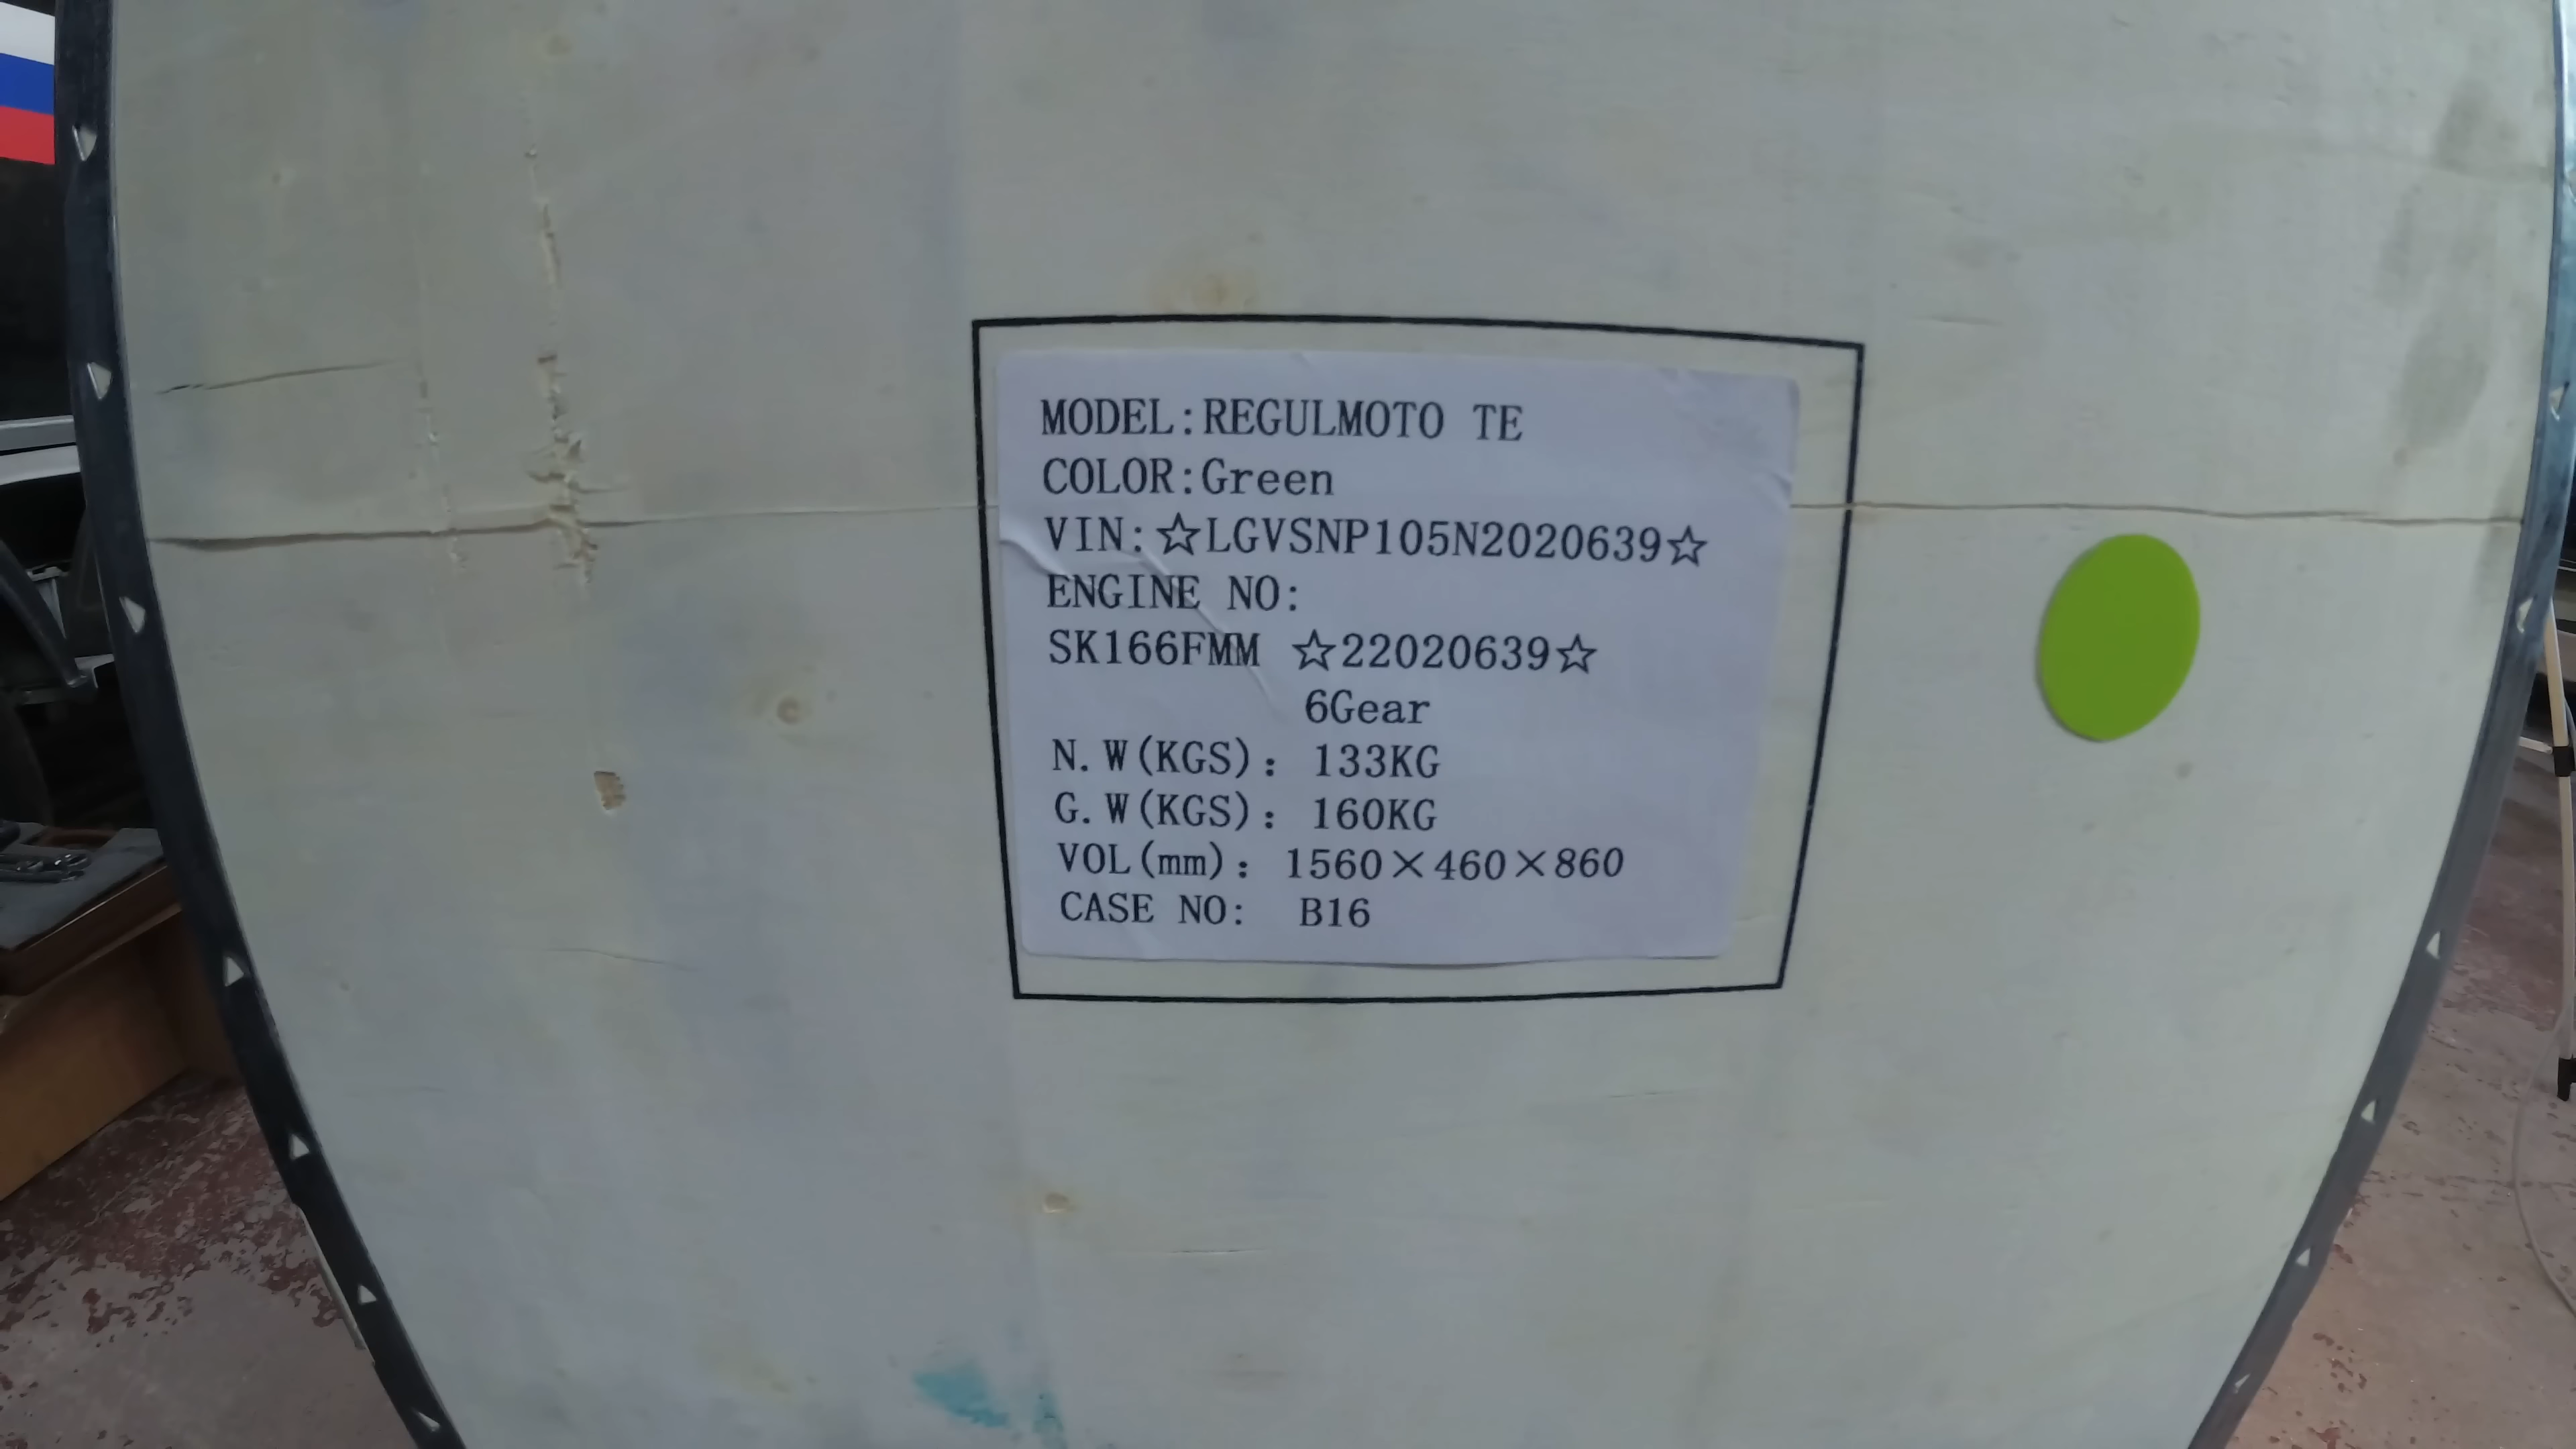 MODEL:REGULMOTO TE
COLOR:Green
VIN:☆LGVSNP105N2020639☆
ENGINE NO:
SK166FMM ☆22020639☆
6Gear
N.W(KGS): 133KG
G.W(KGS): 160KG
VOL(mm): 1560×460×860
CASE NO: B16